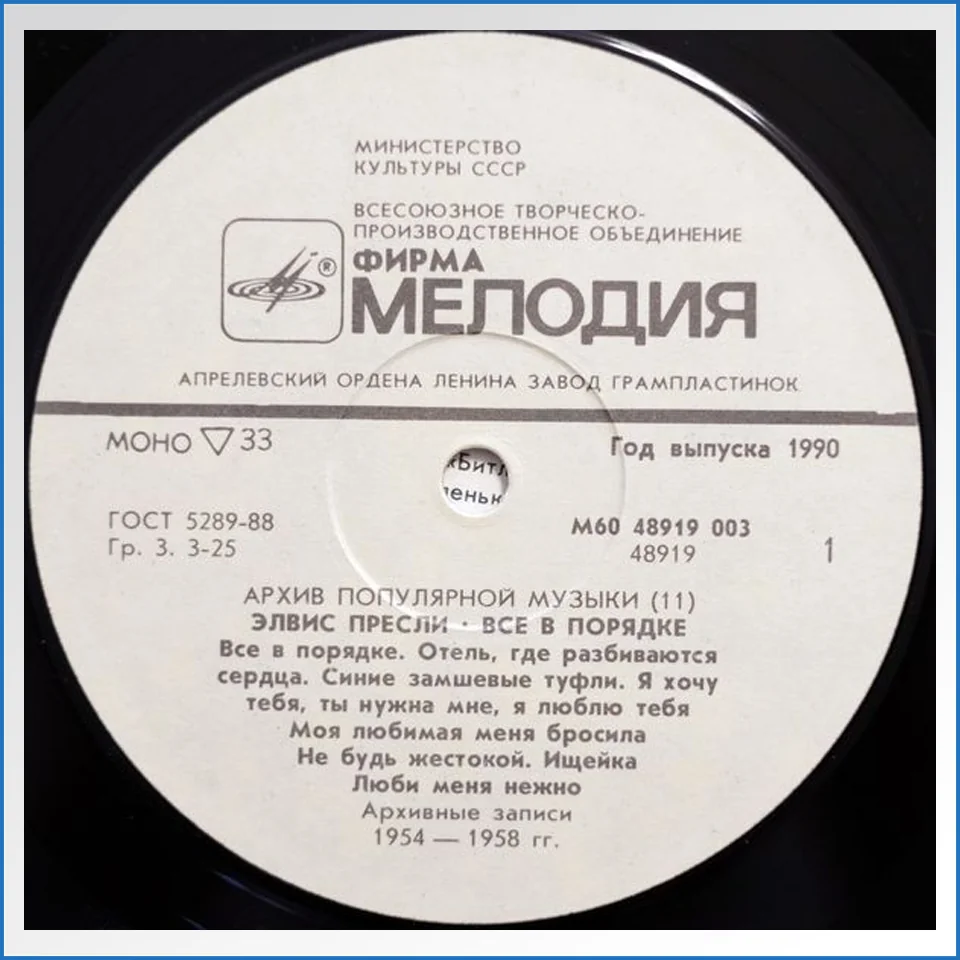 МИНИСТЕРСТВО
КУЛЬТУРЫ СССР
ВСЕСОЮЗНОЕ ТВОРЧЕСКО-
ПРОИЗВОДСТВЕННОЕ ОБЪЕДИНЕНИЕ
®
ФИРМА
МЕЛОДИЯ
АПРЕЛЕВСКИЙ ОРДЕНА ЛЕНИНА ЗАВОД ГРАМПЛАСТИНОК
МОНО ▽ 33
Год выпуска 1990
«Битл
еньк
ГОСТ 5289-88
М60 48919 003
Гр. 3. 3-25
48919
1
АРХИВ ПОПУЛЯРНОЙ МУЗЫКИ (11)
ЭЛВИС ПРЕСЛИ · ВСЕ В ПОРЯДКЕ
Все в порядке. Отель, где разбиваются
сердца. Синие замшевые туфли. Я хочу
тебя, ты нужна мне, я люблю тебя
Моя любимая меня бросила
Не будь жестокой. Ищейка
Люби меня нежно
Архивные записи
1954 — 1958 гг.